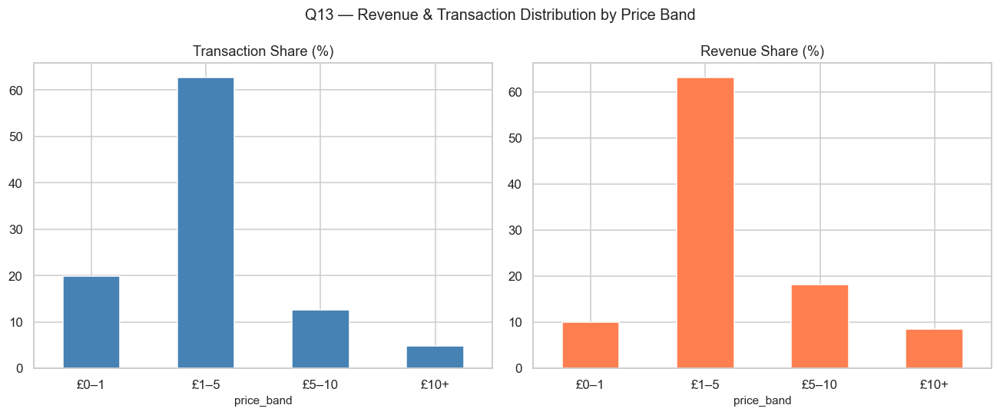 Q13 — Revenue & Transaction Distribution by Price Band
Transaction Share (%)
60
50
40
30
20
10
0
£0–1 £1–5 £5–10 £10+
price_band
Revenue Share (%)
60
50
40
30
20
10
0
£0–1 £1–5 £5–10 £10+
price_band